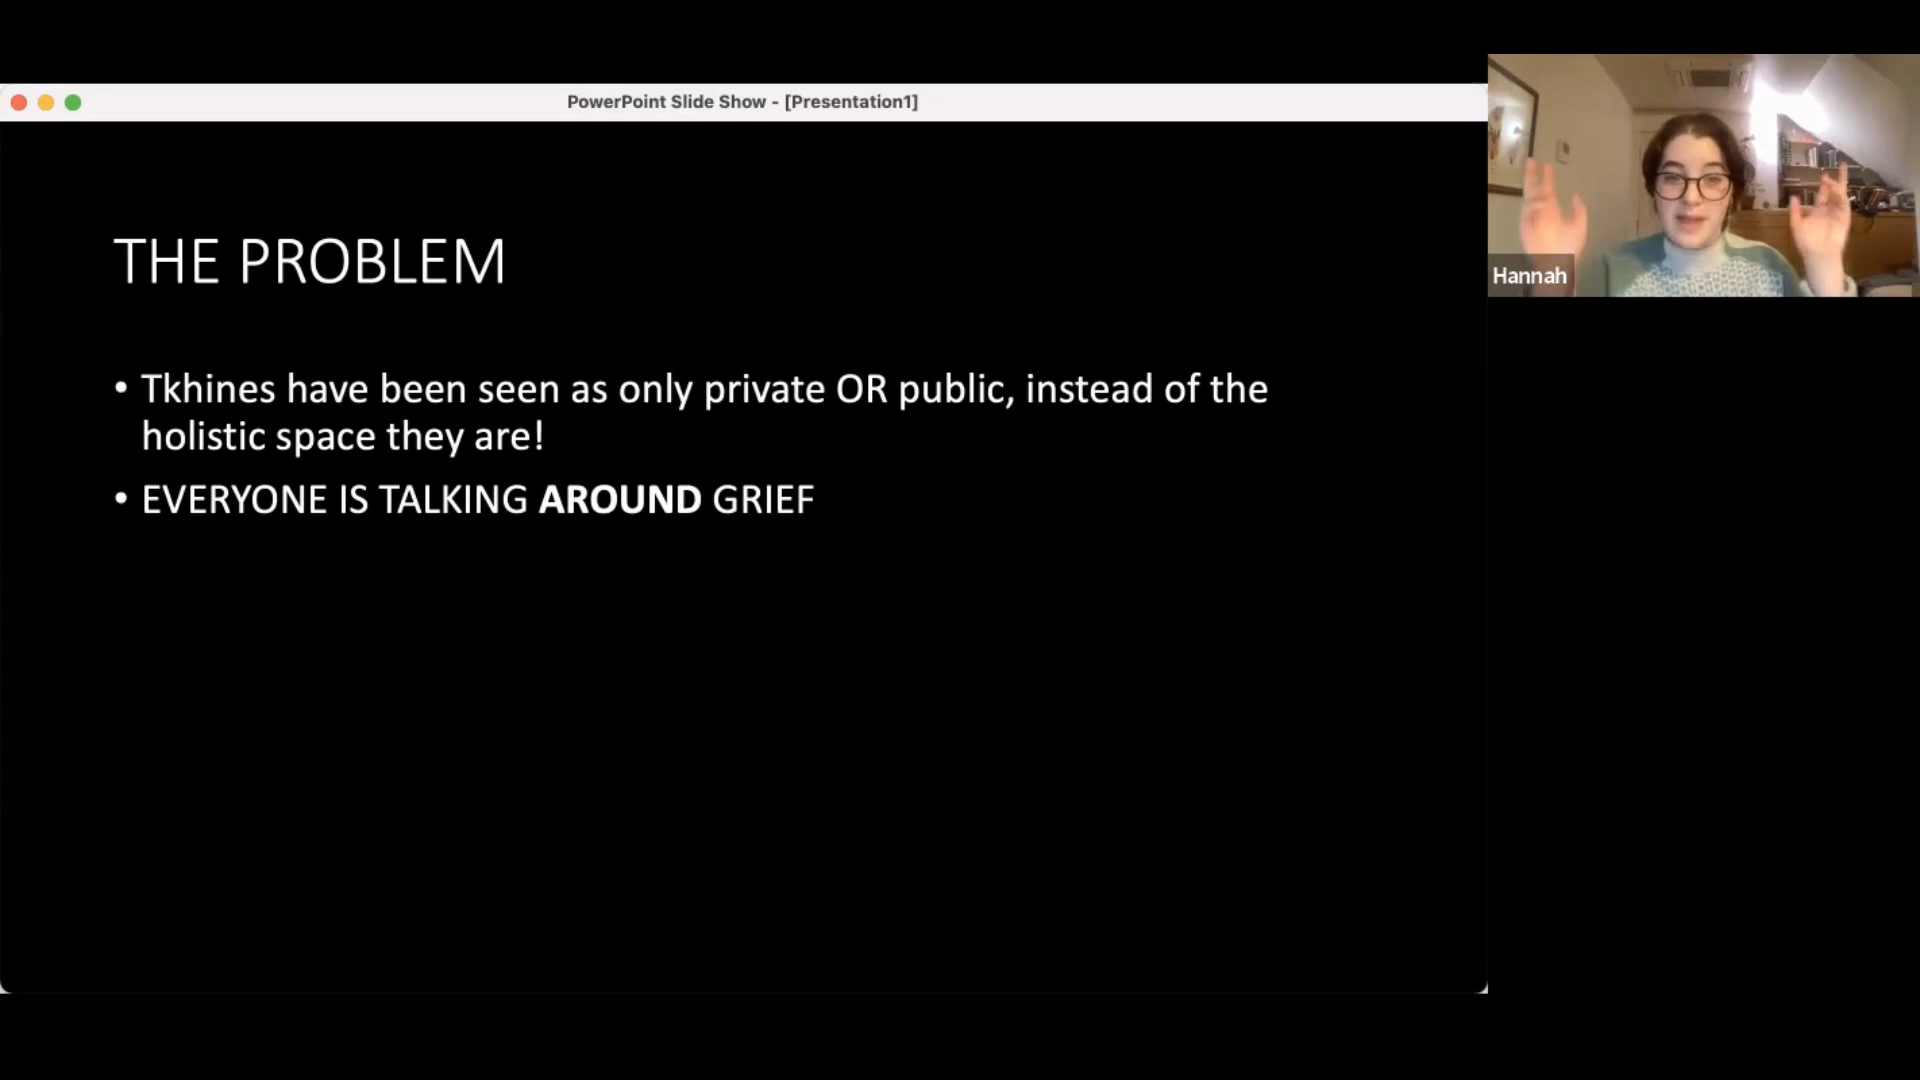 PowerPoint Slide Show - [Presentation1]
THE PROBLEM
• Tkhines have been seen as only private OR public, instead of the
holistic space they are!
• EVERYONE IS TALKING AROUND GRIEF
Hannah